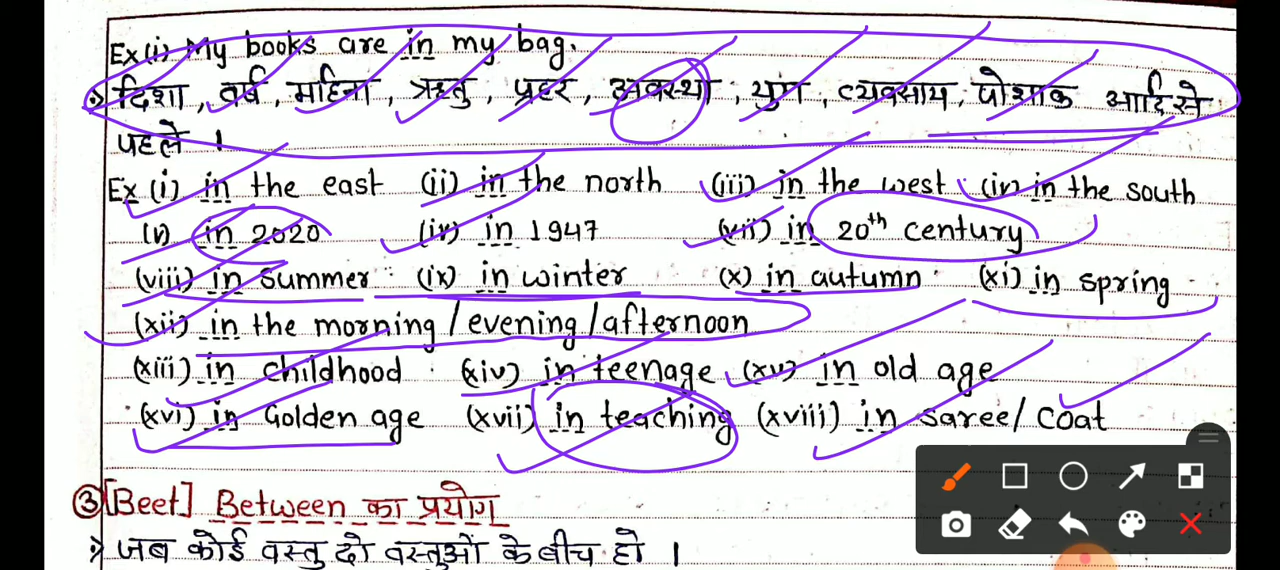 Ex (i) My books are in my bag.
→ दिशा, वर्ष, महिना, ऋतु, प्रहर, अवस्था, युग, व्यवसाय, पोशाक आदि से
पहले ।
Ex (i) in the east (ii) in the north (iii) in the west (iv) in the south
(v) in 2020 (iv) in 1947 (vii) in 20th century
(viii) in summer (ix) in winter (x) in autumn (xi) in spring
(xii) in the morning / evening / afternoon
(xiii) in childhood (xiv) in teenage (xv) in old age
(xvi) in Golden age (xvii) in teaching (xviii) in saree/ coat
③ [Beet] Between का प्रयोग
→ जब कोई वस्तु दो वस्तुओं के बीच हो ।